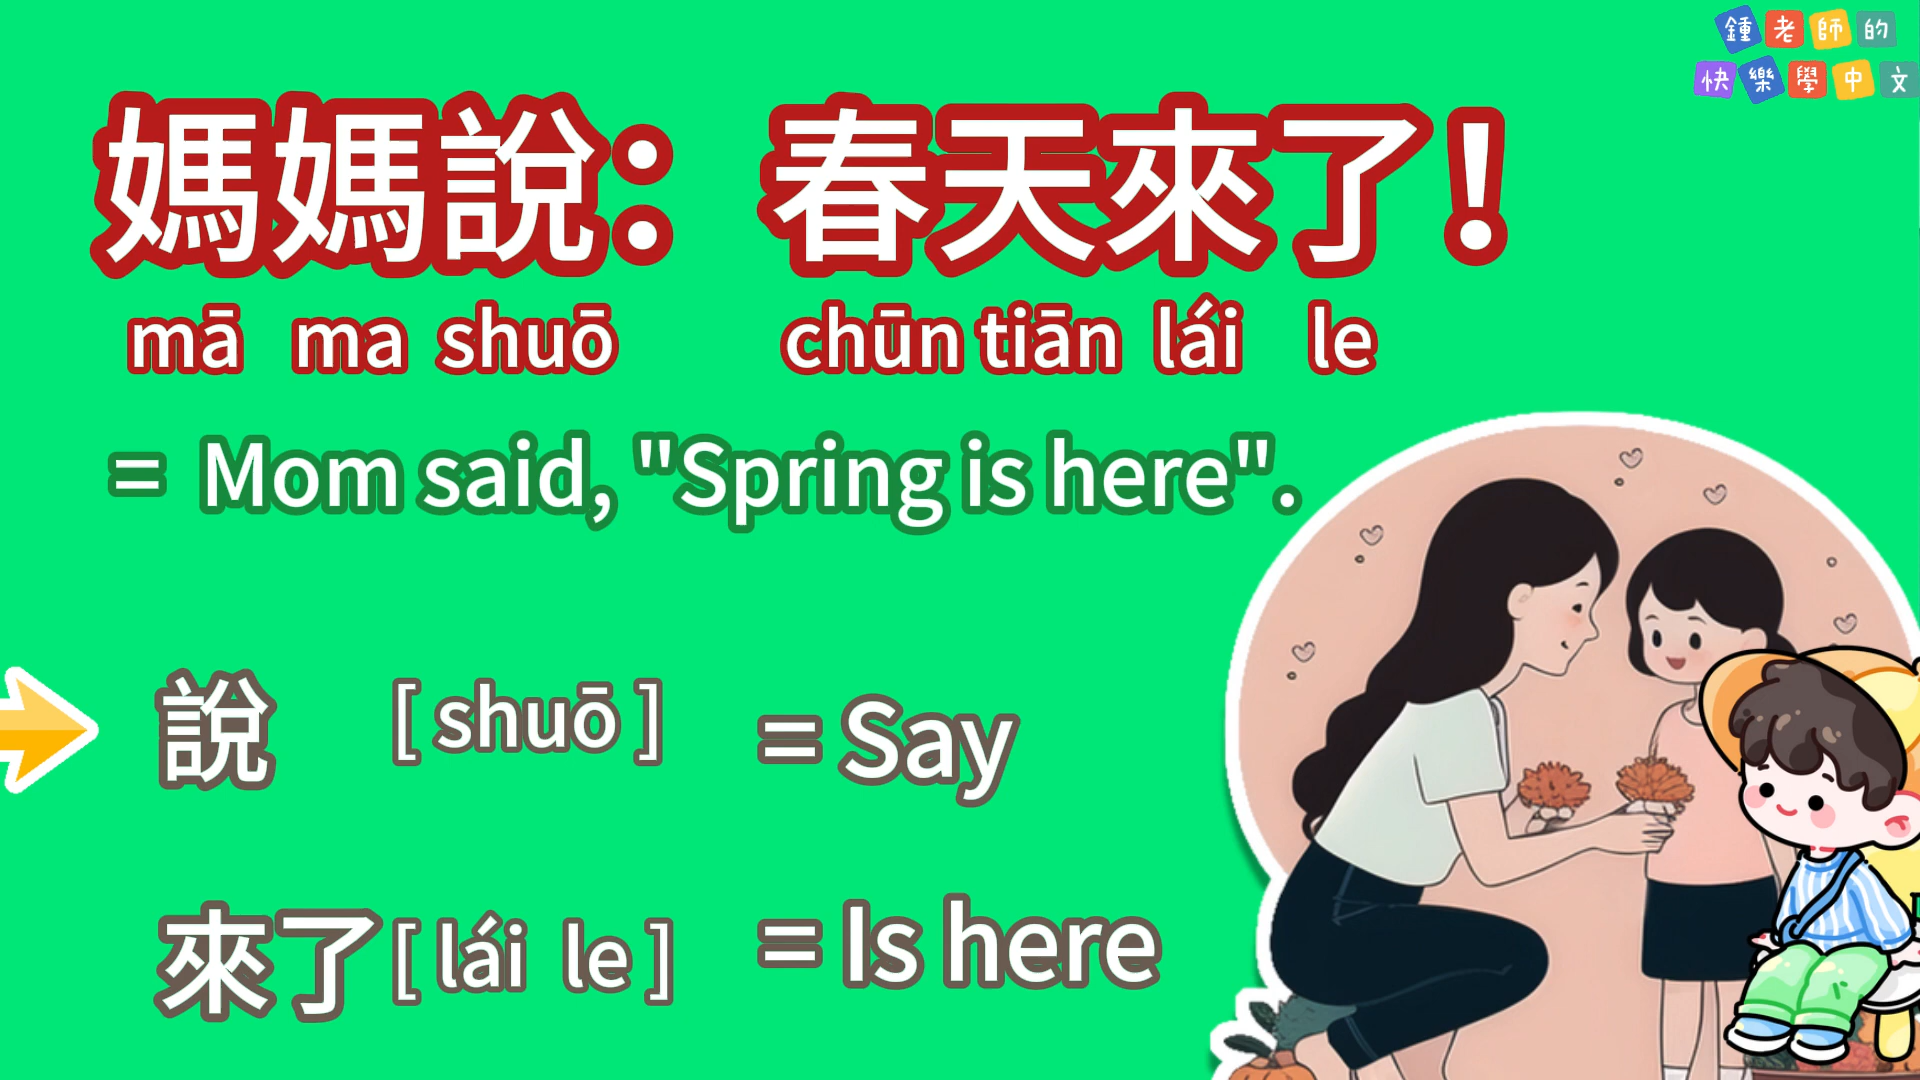 鍾老師的
快樂學中文
媽媽說：春天來了！
mā ma shuō chūn tiān lái le
= Mom said, "Spring is here".
說 [ shuō ] = Say
來了 [ lái le ] = Is here